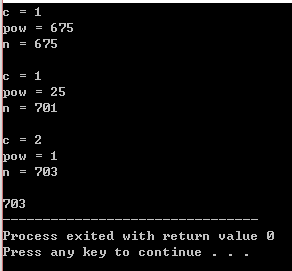 c = 1
pow = 675
n = 675
c = 1
pow = 25
n = 701
c = 2
pow = 1
n = 703
703
--------------------------------
Process exited with return value 0
Press any key to continue . . .